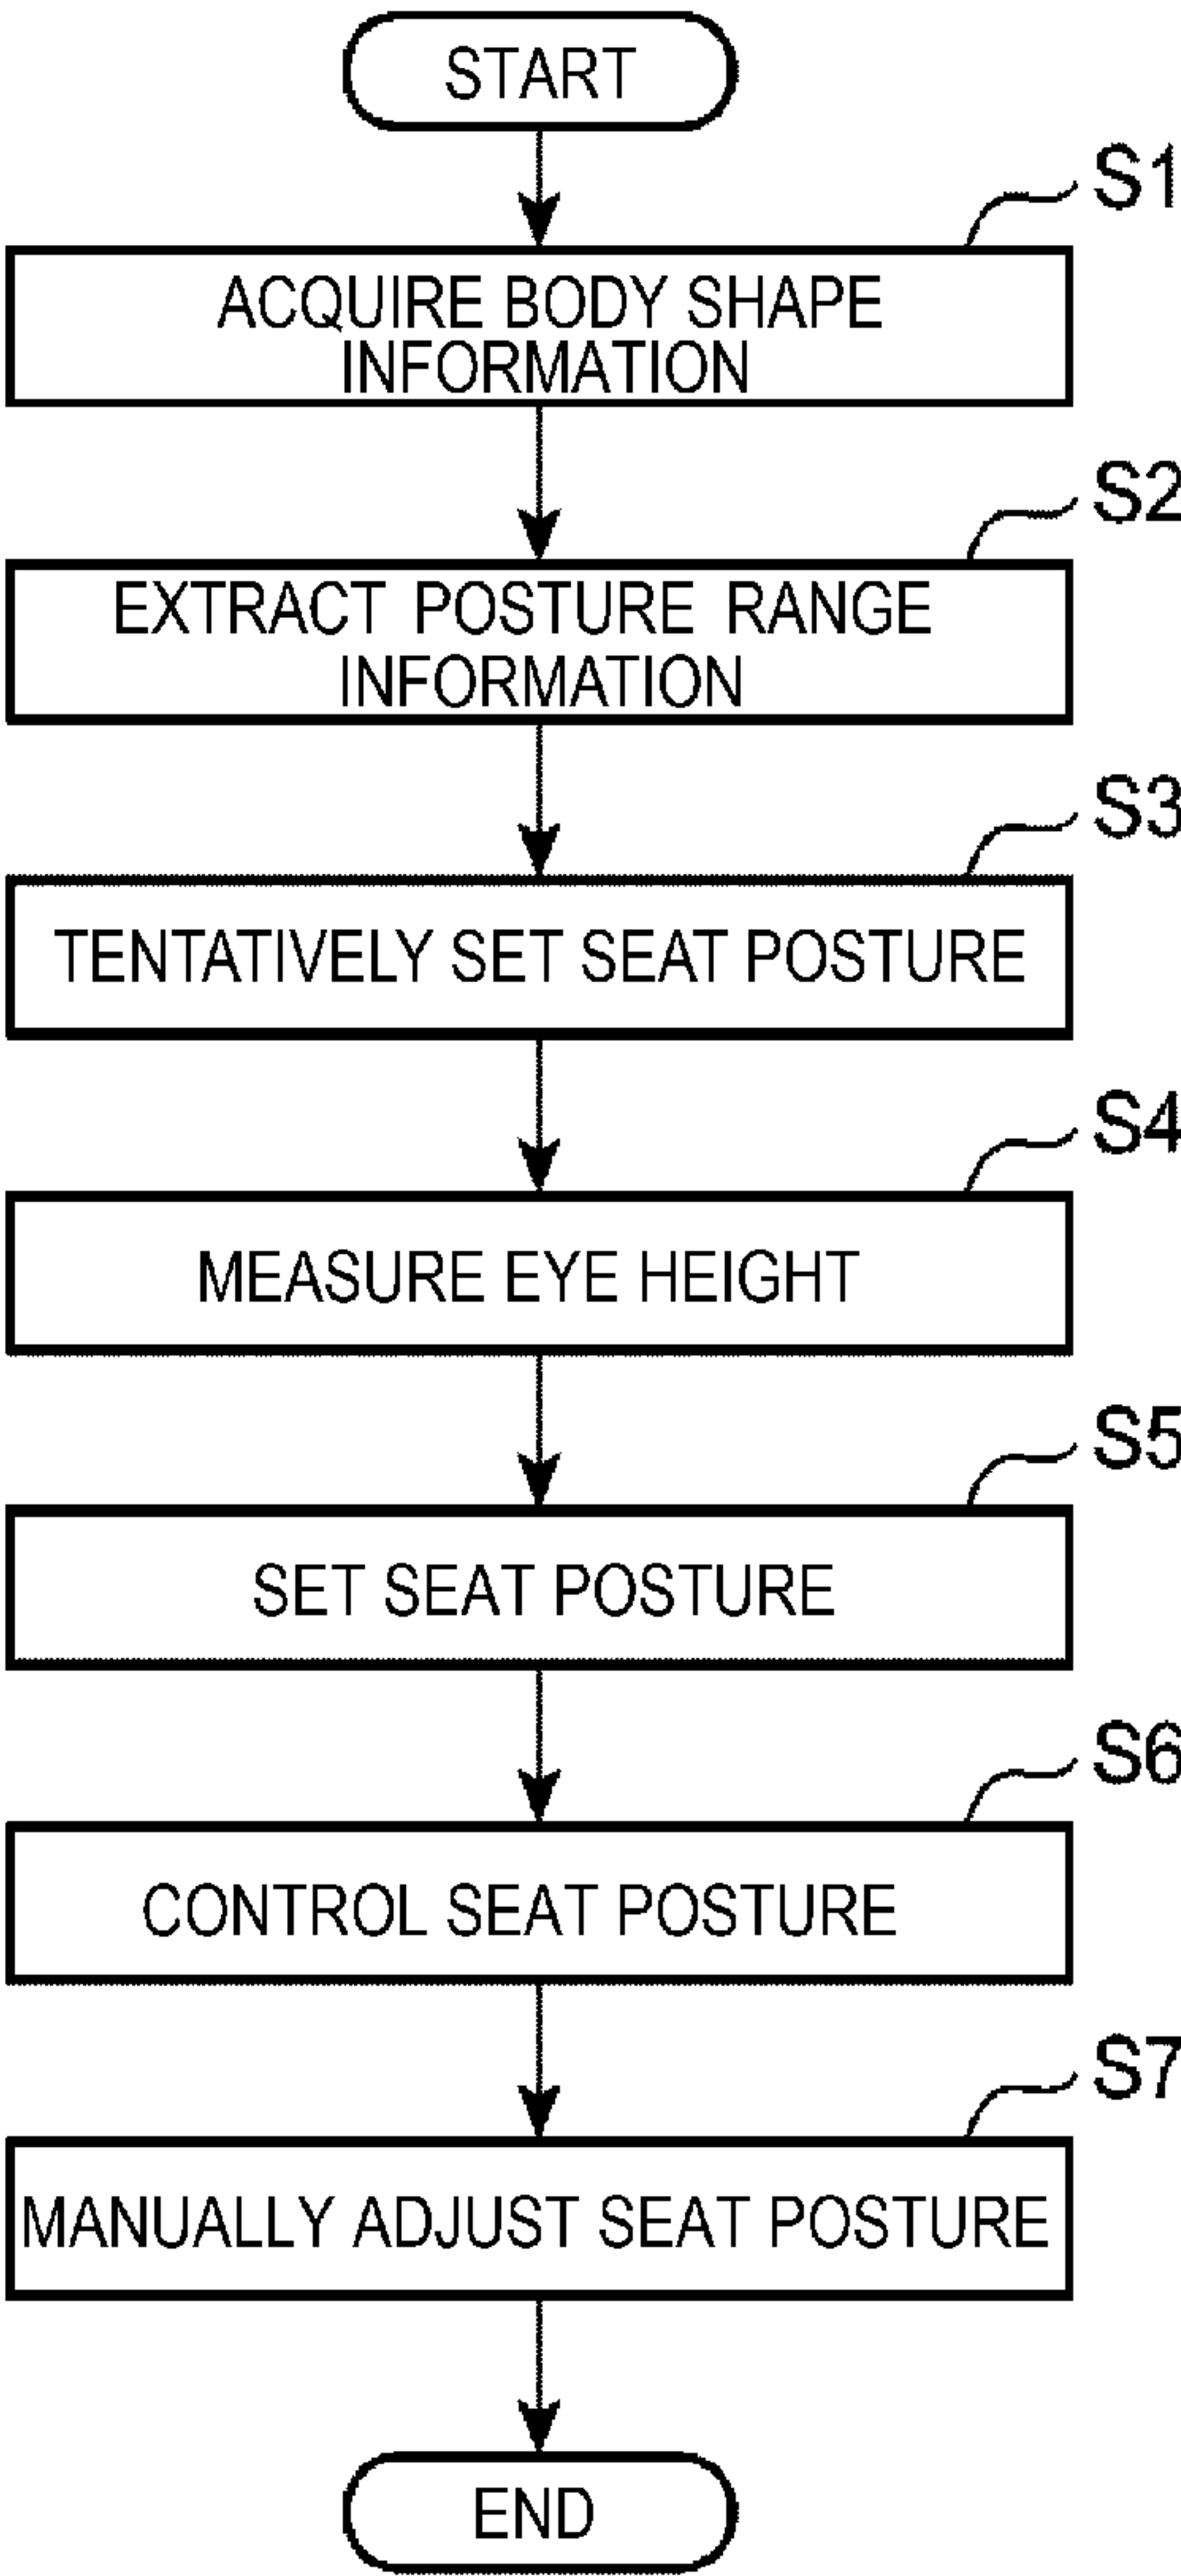 START
S1
ACQUIRE BODY SHAPE
INFORMATION
S2
EXTRACT POSTURE RANGE
INFORMATION
S3
TENTATIVELY SET SEAT POSTURE
S4
MEASURE EYE HEIGHT
S5
SET SEAT POSTURE
S6
CONTROL SEAT POSTURE
S7
MANUALLY ADJUST SEAT POSTURE
END